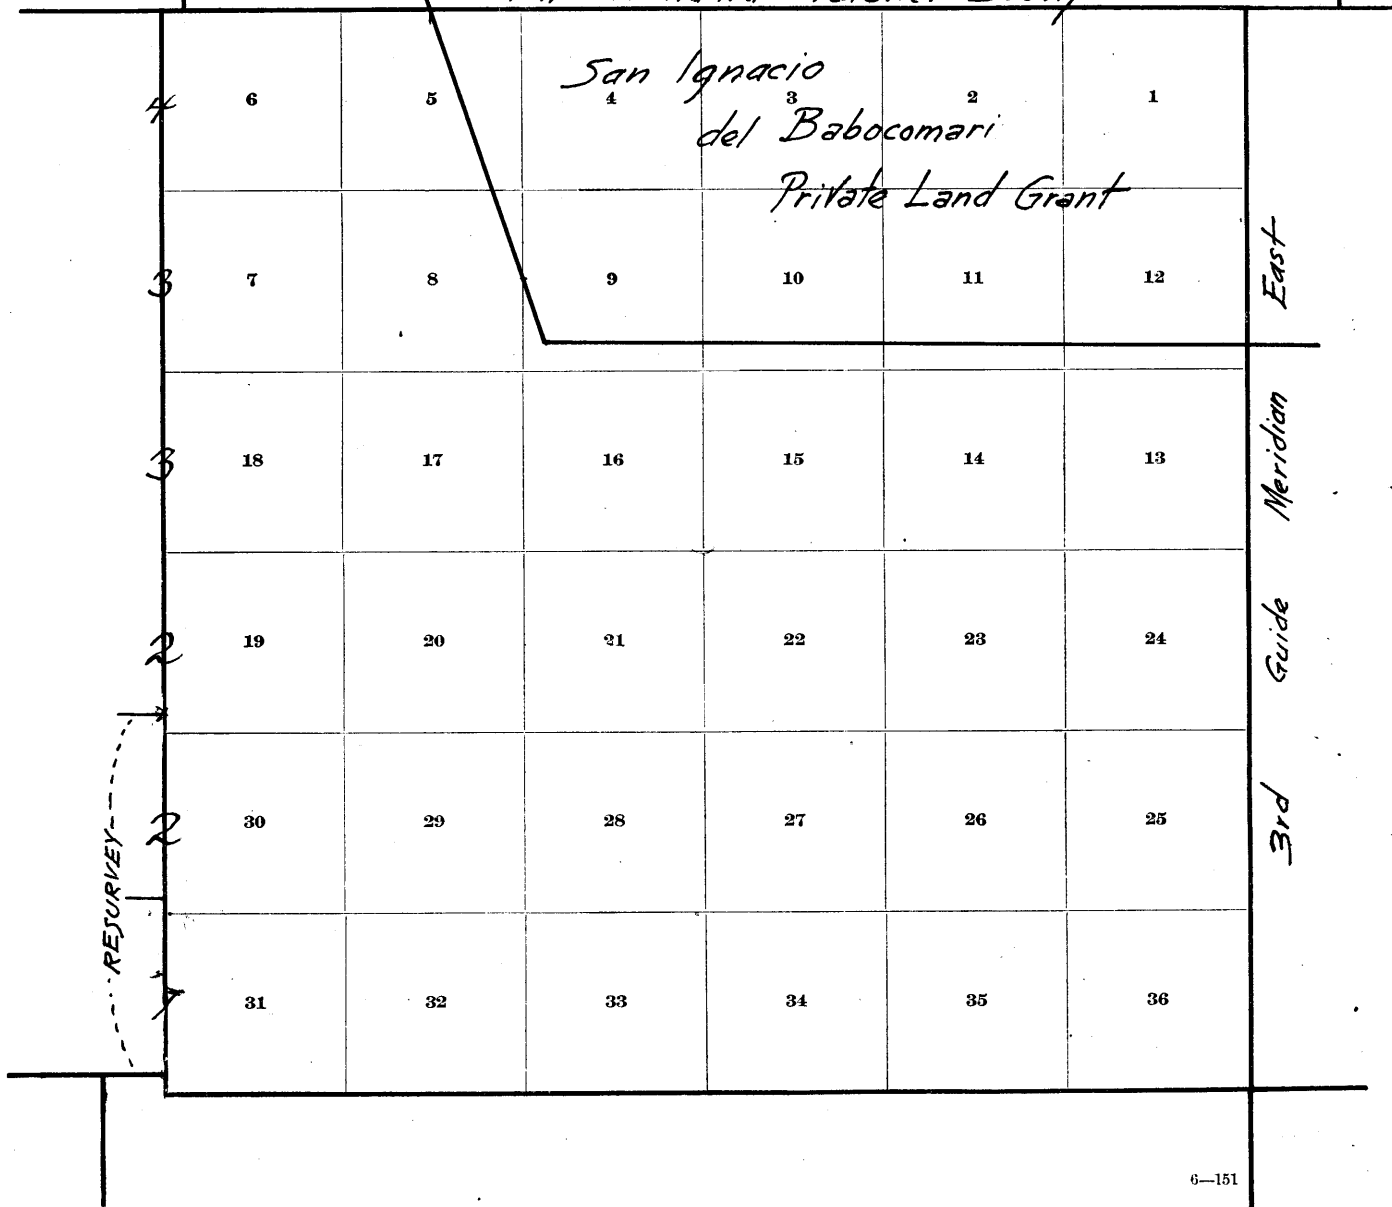 San Ignacio
6 5 4 3 2 1
4
del Babocomari
Private Land Grant
3 7 8 9 10 11 12
3 18 17 16 15 14 13
2 19 20 21 22 23 24
2 30 29 28 27 26 25
31 32 33 34 35 36
RESURVEY
3rd Guide Meridian East
6—151